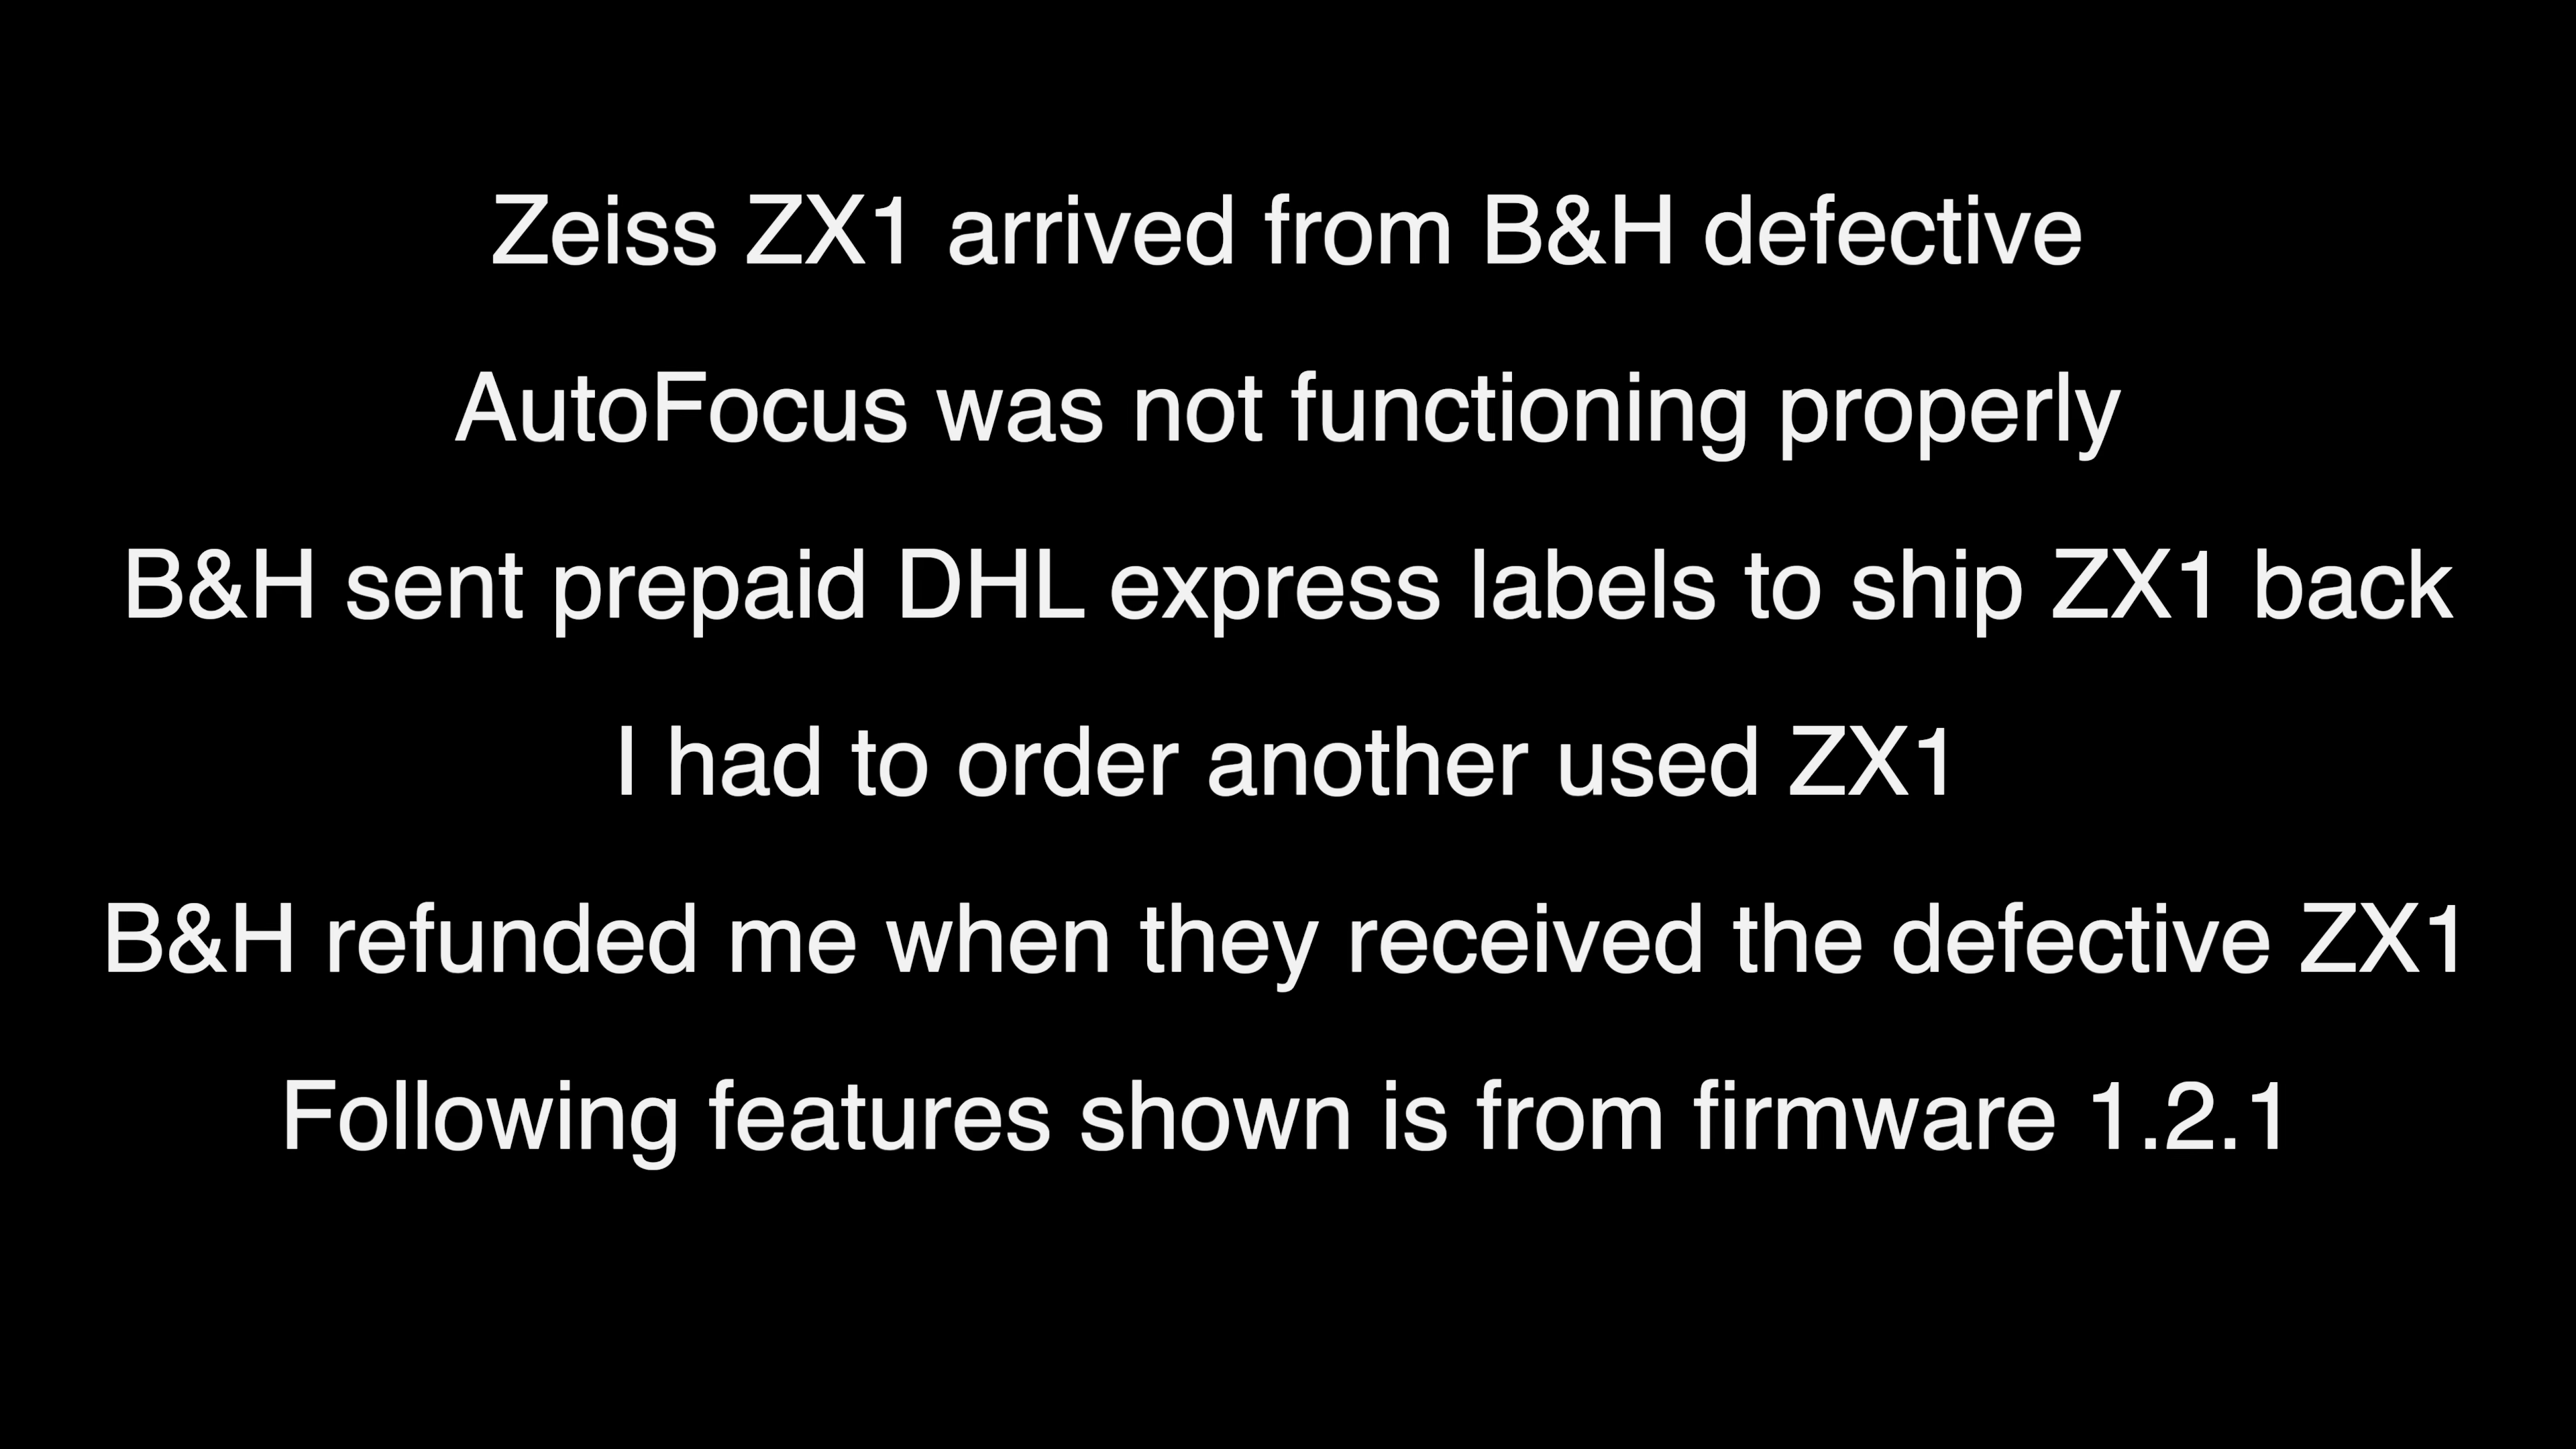 Zeiss ZX1 arrived from B&H defective
AutoFocus was not functioning properly
B&H sent prepaid DHL express labels to ship ZX1 back
I had to order another used ZX1
B&H refunded me when they received the defective ZX1
Following features shown is from firmware 1.2.1